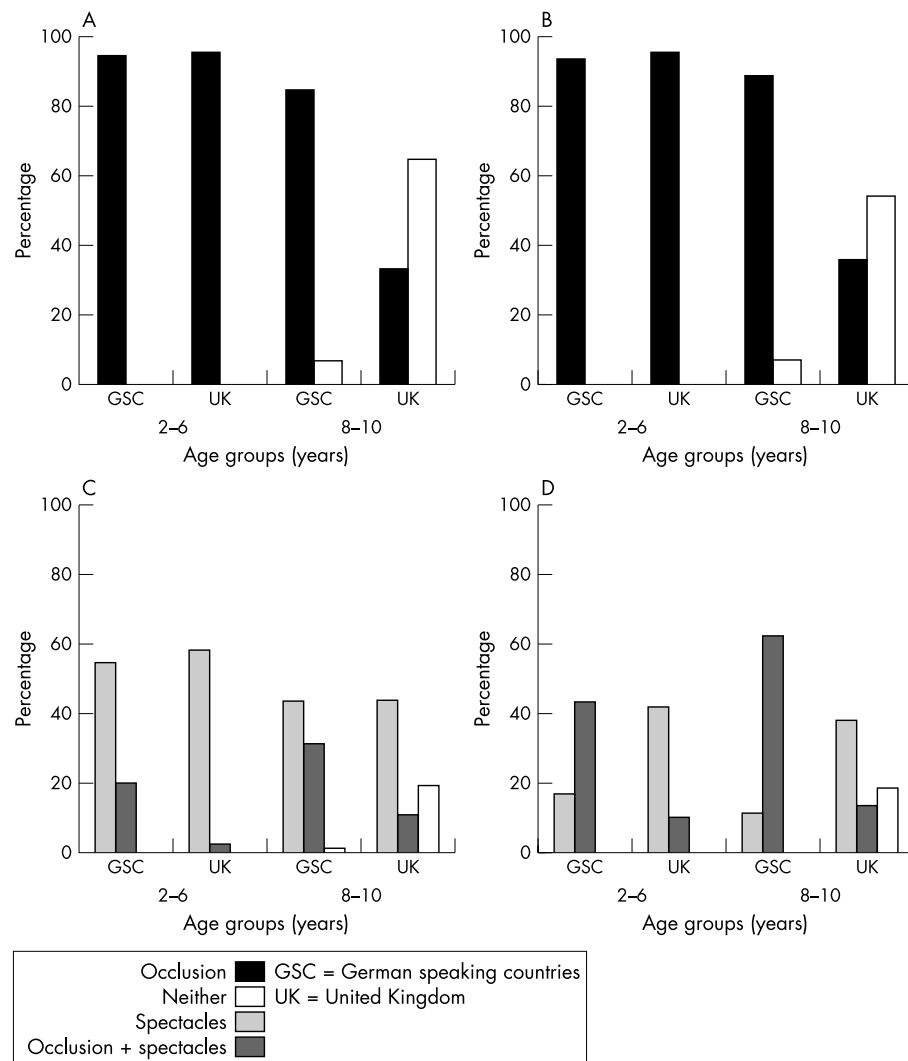 A
100
80
60
40
20
0
Percentage
GSC UK GSC UK
2–6 8–10
Age groups (years)
B
100
80
60
40
20
0
Percentage
GSC UK GSC UK
2–6 8–10
Age groups (years)
C
100
80
60
40
20
0
Percentage
GSC UK GSC UK
2–6 8–10
Age groups (years)
D
100
80
60
40
20
0
Percentage
GSC UK GSC UK
2–6 8–10
Age groups (years)
Occlusion GSC = German speaking countries
Neither UK = United Kingdom
Spectacles
Occlusion + spectacles